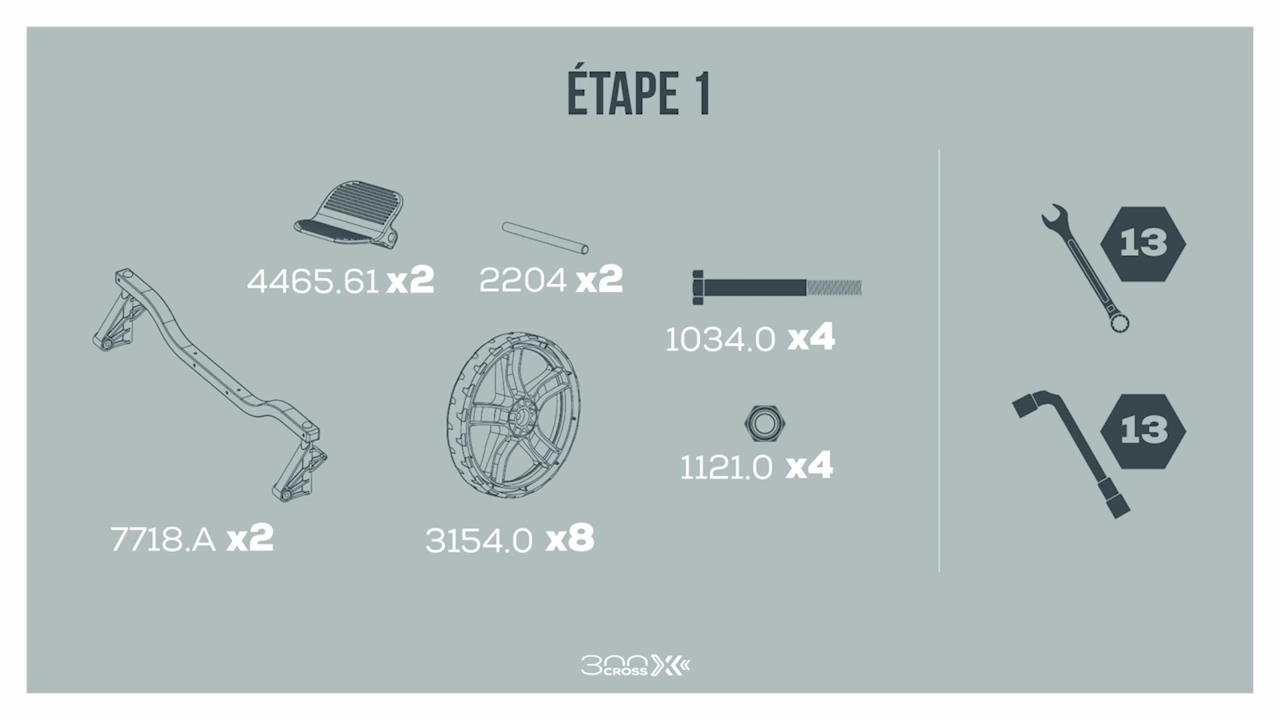 ÉTAPE 1
4465.61 x2
2204 x2
1034.0 x4
1121.0 x4
7718.A x2
3154.0 x8
13
13
300
CROSS